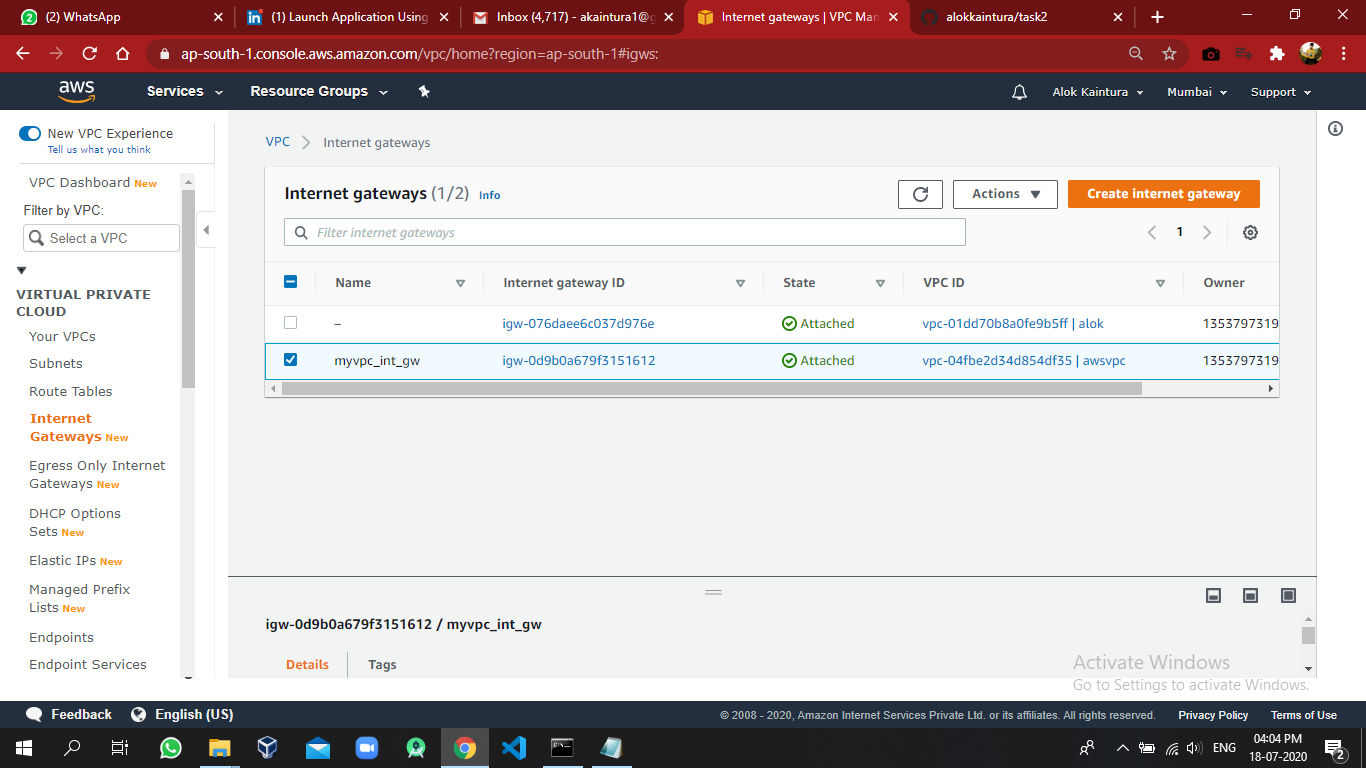 (2) WhatsApp
(1) Launch Application Using
Inbox (4,717) - akaintura1@g
Internet gateways | VPC Man
alokkaintura/task2
ap-south-1.console.aws.amazon.com/vpc/home?region=ap-south-1#igws:
aws
Services
Resource Groups
Alok Kaintura
Mumbai
Support
New VPC Experience
Tell us what you think
VPC Dashboard New
Filter by VPC:
Select a VPC
VIRTUAL PRIVATE
CLOUD
Your VPCs
Subnets
Route Tables
Internet
Gateways New
Egress Only Internet
Gateways New
DHCP Options
Sets New
Elastic IPs New
Managed Prefix
Lists New
Endpoints
Endpoint Services
VPC
Internet gateways
Internet gateways (1/2) Info
Actions
Create internet gateway
Filter internet gateways
1
Name Internet gateway ID State VPC ID Owner
– igw-076daee6c037d976e Attached vpc-01dd70b8a0fe9b5ff | alok 1353797319
myvpc_int_gw igw-0d9b0a679f3151612 Attached vpc-04fbe2d34d854df35 | awsvpc 1353797319
igw-0d9b0a679f3151612 / myvpc_int_gw
Details
Tags
Activate Windows
Go to Settings to activate Windows.
Feedback
English (US)
© 2008 - 2020, Amazon Internet Services Private Ltd. or its affiliates. All rights reserved.
Privacy Policy
Terms of Use
ENG
04:04 PM
18-07-2020
2